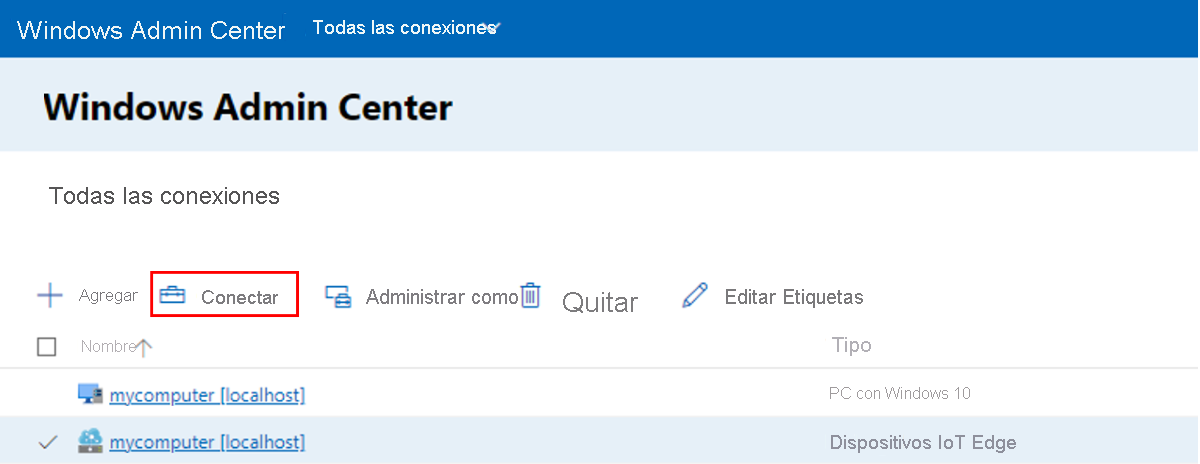 Windows Admin Center Todas las conexiones
Windows Admin Center
Todas las conexiones
Agregar Conectar Administrar como Quitar Editar Etiquetas
Nombre Tipo
mycomputer [localhost] PC con Windows 10
mycomputer [localhost] Dispositivos IoT Edge